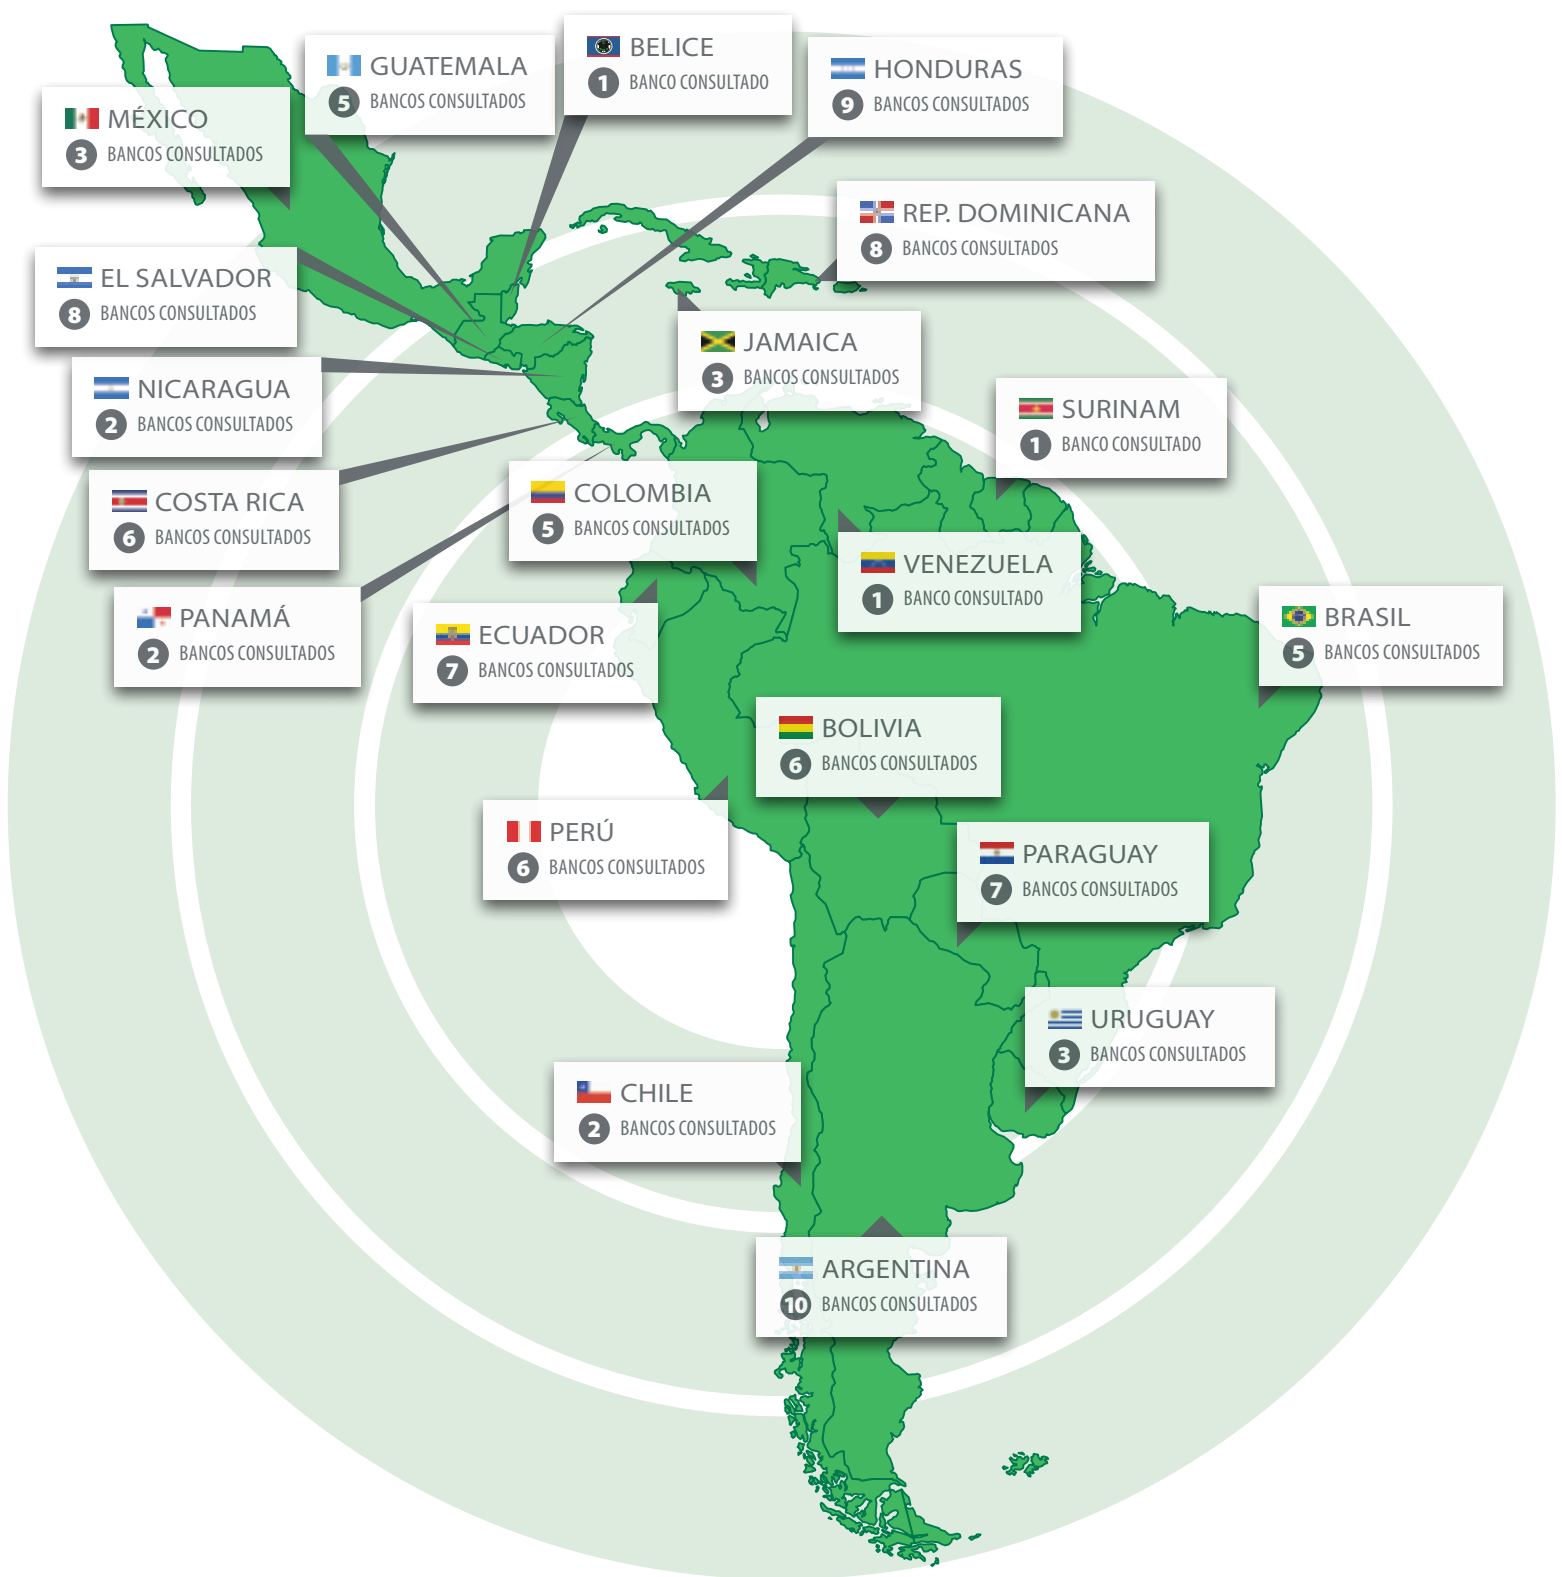 GUATEMALA
5 BANCOS CONSULTADOS
BELICE
1 BANCO CONSULTADO
HONDURAS
9 BANCOS CONSULTADOS
MÉXICO
3 BANCOS CONSULTADOS
REP. DOMINICANA
8 BANCOS CONSULTADOS
EL SALVADOR
8 BANCOS CONSULTADOS
JAMAICA
3 BANCOS CONSULTADOS
NICARAGUA
2 BANCOS CONSULTADOS
SURINAM
1 BANCO CONSULTADO
COSTA RICA
6 BANCOS CONSULTADOS
COLOMBIA
5 BANCOS CONSULTADOS
VENEZUELA
1 BANCO CONSULTADO
PANAMÁ
2 BANCOS CONSULTADOS
ECUADOR
7 BANCOS CONSULTADOS
BRASIL
5 BANCOS CONSULTADOS
BOLIVIA
6 BANCOS CONSULTADOS
PERÚ
6 BANCOS CONSULTADOS
PARAGUAY
7 BANCOS CONSULTADOS
URUGUAY
3 BANCOS CONSULTADOS
CHILE
2 BANCOS CONSULTADOS
ARGENTINA
10 BANCOS CONSULTADOS